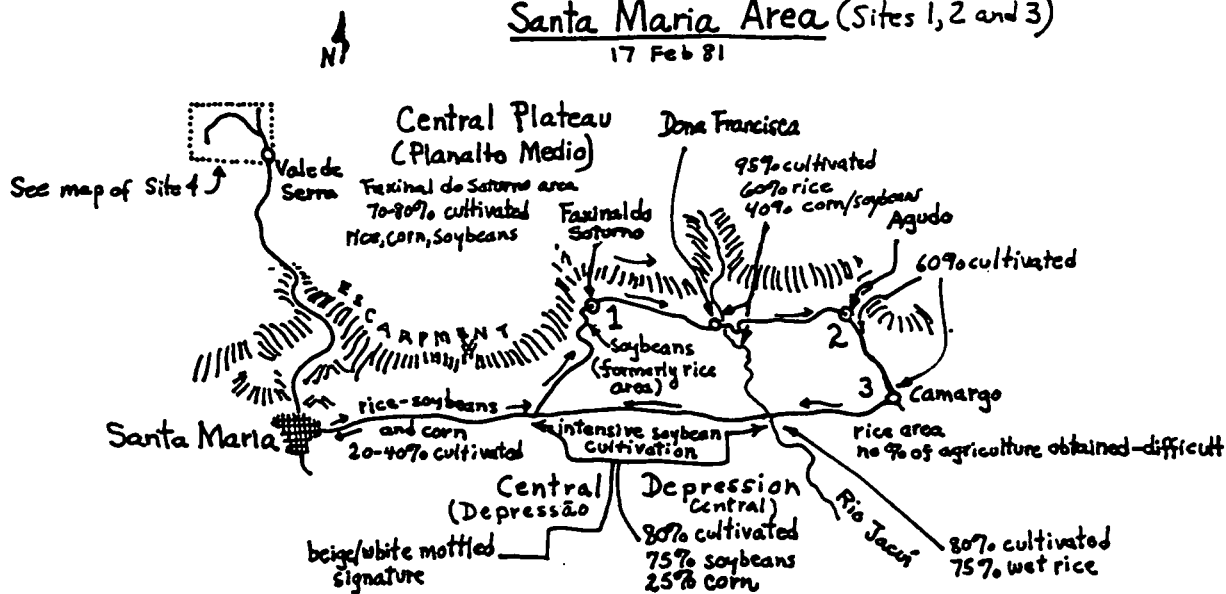 Santa Maria Area (Sites 1, 2 and 3)
17 Feb 81
N
Central Plateau
(Planalto Medio)
Dona Francisca
See map of Site 4
Vale de
Serra
Faxinal do Soturno area
70-80% cultivated
rice, corn, soybeans
Faxinal do
Soturno
95% cultivated
60% rice
40% corn/soybeans
Agudo
60% cultivated
ESCARPMENT
1
soybeans
(formerly rice
area)
2
3
Camargo
rice-soybeans
and corn
20-40% cultivated
Santa Maria
intensive soybean
cultivation
rice area
no % of agriculture obtained-difficult
Central Depression
(Depressão Central)
Rio Jacuí
beige/white mottled
signature
80% cultivated
75% soybeans
25% corn
80% cultivated
75% wet rice